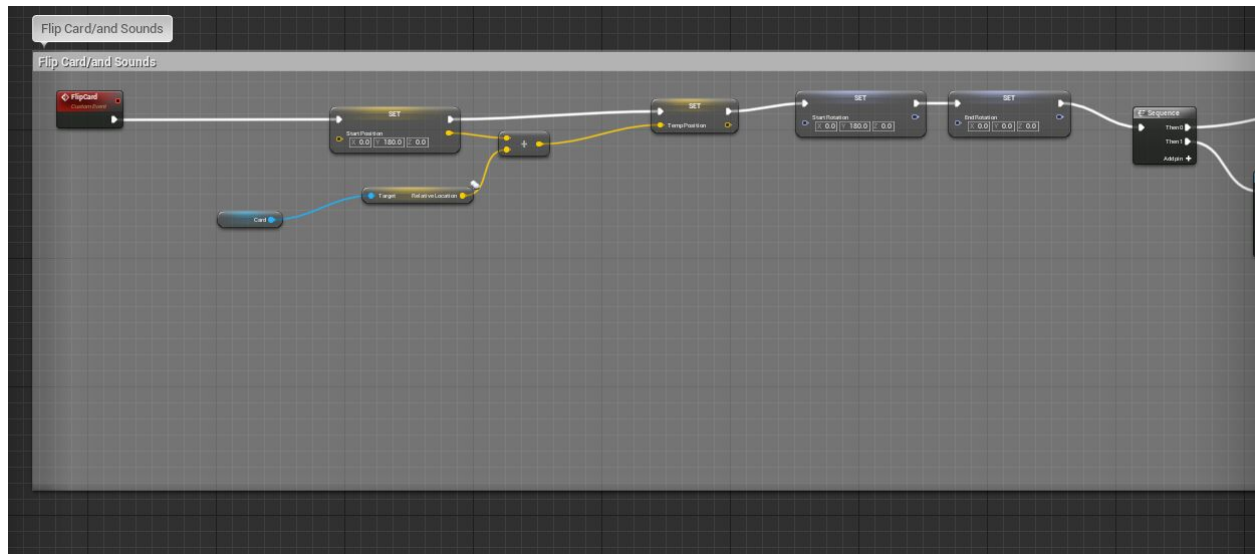 Flip Card/and Sounds
Flip Card/and Sounds
FlipCard
Custom Event
SET
Start Position
X 0.0 Y 180.0 Z 0.0
+
Target Relative Location
Card
SET
Temp Position
SET
Start Rotation
X 0.0 Y 180.0 Z 0.0
SET
End Rotation
X 0.0 Y 0.0 Z 0.0
Sequence
Then 0
Then 1
Add pin +